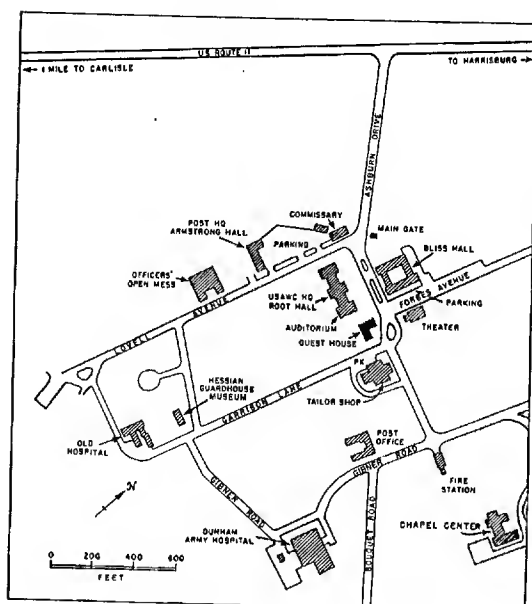 U.S. ROUTE 11
← 1 MILE TO CARLISLE
TO HARRISBURG →
ASHBURN DRIVE
POST HQ
ARMSTRONG HALL
COMMISSARY
PARKING
MAIN GATE
BLISS HALL
OFFICERS'
OPEN MESS
USAWC HQ
ROOT HALL
FORBES AVENUE
PARKING
LOVELL AVENUE
AUDITORIUM
THEATER
GUEST HOUSE
PK
HESSIAN
GUARDHOUSE
MUSEUM
GARRISON LANE
TAILOR SHOP
OLD
HOSPITAL
POST
OFFICE
GIBNER ROAD
N
GIBNER ROAD
FIRE
STATION
DUNHAM
ARMY HOSPITAL
BOUQUET ROAD
CHAPEL CENTER
0 200 400 600
FEET